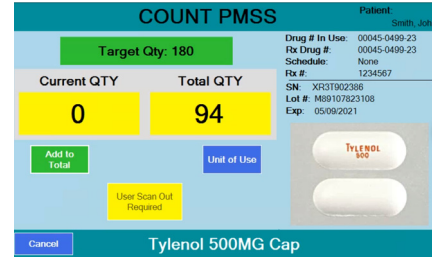 COUNT PMSS
Patient:
Smith, Joh
Target Qty: 180
Drug # In Use: 00045-0499-23
Rx Drug #: 00045-0499-23
Schedule: None
Rx #: 1234567
Current QTY
Total QTY
SN: XR3T902386
Lot #: M89107823108
Exp: 05/09/2021
0
94
Add to
Total
Unit of Use
User Scan Out
Required
TYLENOL
500
Cancel
Tylenol 500MG Cap